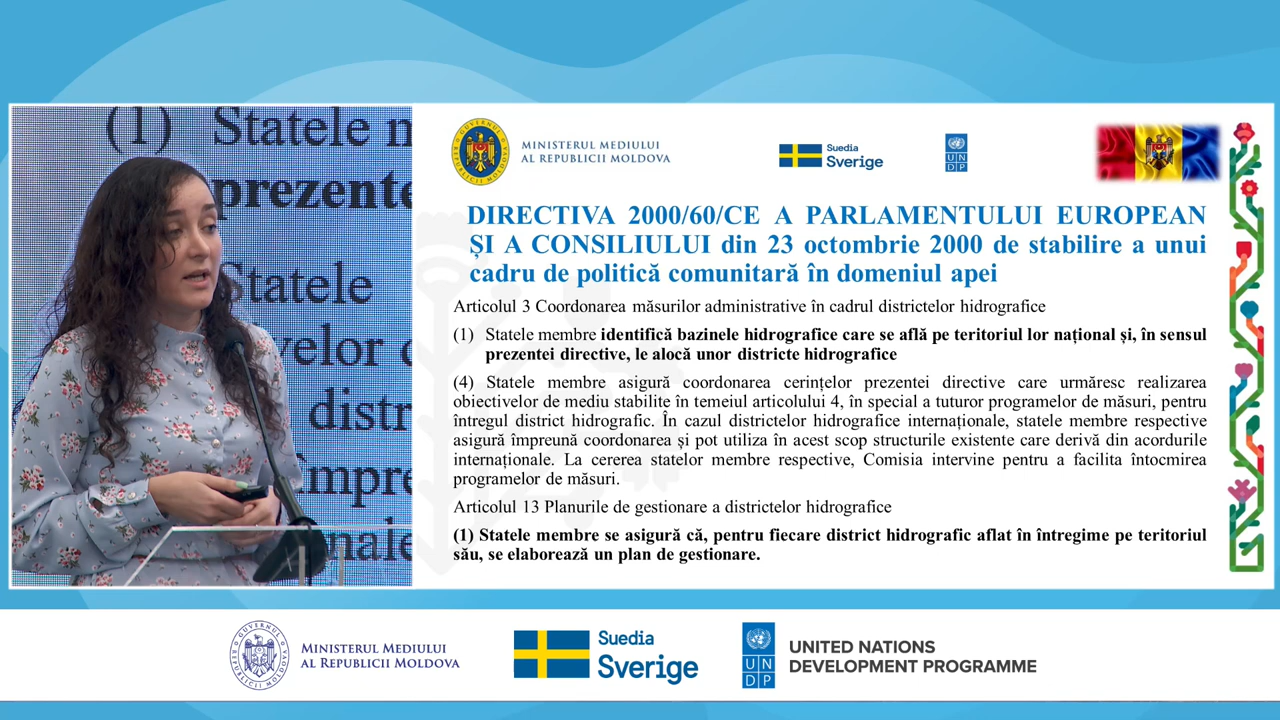 (1) Statele m
prezente
Statele
velor
distr
împre
nale
MINISTERUL MEDIULUI
AL REPUBLICII MOLDOVA
Suedia
Sverige
U N
D P
DIRECTIVA 2000/60/CE A PARLAMENTULUI EUROPEAN
ȘI A CONSILIULUI din 23 octombrie 2000 de stabilire a unui
cadru de politică comunitară în domeniul apei
Articolul 3 Coordonarea măsurilor administrative în cadrul districtelor hidrografice
(1) Statele membre identifică bazinele hidrografice care se află pe teritoriul lor național și, în sensul
prezentei directive, le alocă unor districte hidrografice
(4) Statele membre asigură coordonarea cerințelor prezentei directive care urmăresc realizarea
obiectivelor de mediu stabilite în temeiul articolului 4, în special a tuturor programelor de măsuri, pentru
întregul district hidrografic. În cazul districtelor hidrografice internaționale, statele membre respective
asigură împreună coordonarea și pot utiliza în acest scop structurile existente care derivă din acordurile
internaționale. La cererea statelor membre respective, Comisia intervine pentru a facilita întocmirea
programelor de măsuri.
Articolul 13 Planurile de gestionare a districtelor hidrografice
(1) Statele membre se asigură că, pentru fiecare district hidrografic aflat în întregime pe teritoriul
său, se elaborează un plan de gestionare.
MINISTERUL MEDIULUI
AL REPUBLICII MOLDOVA
Suedia
Sverige
U N
D P
UNITED NATIONS
DEVELOPMENT PROGRAMME